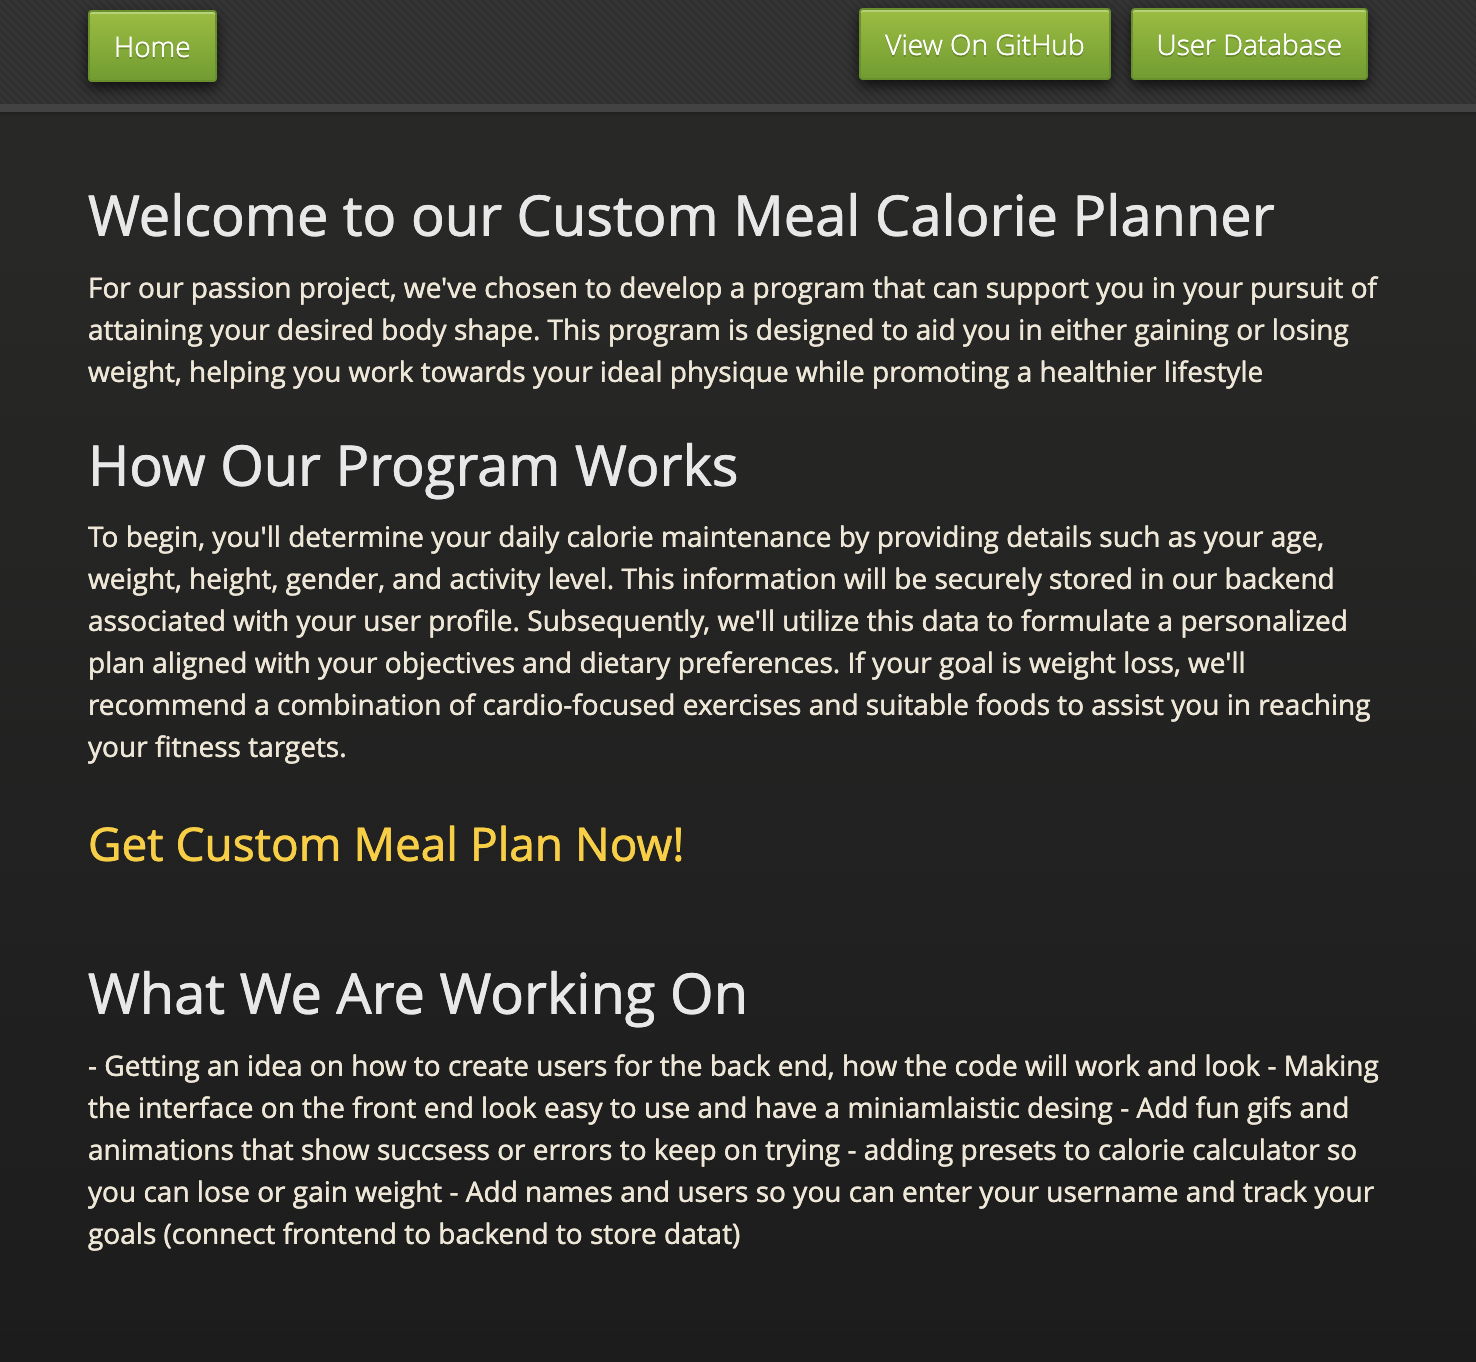 Home
View On GitHub
User Database
Welcome to our Custom Meal Calorie Planner
For our passion project, we've chosen to develop a program that can support you in your pursuit of
attaining your desired body shape. This program is designed to aid you in either gaining or losing
weight, helping you work towards your ideal physique while promoting a healthier lifestyle
How Our Program Works
To begin, you'll determine your daily calorie maintenance by providing details such as your age,
weight, height, gender, and activity level. This information will be securely stored in our backend
associated with your user profile. Subsequently, we'll utilize this data to formulate a personalized
plan aligned with your objectives and dietary preferences. If your goal is weight loss, we'll
recommend a combination of cardio-focused exercises and suitable foods to assist you in reaching
your fitness targets.
Get Custom Meal Plan Now!
What We Are Working On
- Getting an idea on how to create users for the back end, how the code will work and look - Making
the interface on the front end look easy to use and have a miniamlaistic desing - Add fun gifs and
animations that show succsess or errors to keep on trying - adding presets to calorie calculator so
you can lose or gain weight - Add names and users so you can enter your username and track your
goals (connect frontend to backend to store datat)